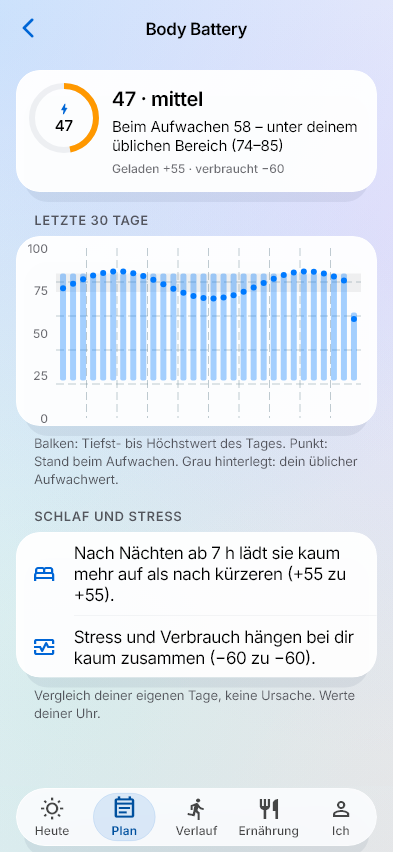 Body Battery
47
47 · mittel
Beim Aufwachen 58 – unter deinem
üblichen Bereich (74–85)
Geladen +55 · verbraucht −60
LETZTE 30 TAGE
100
75
50
25
0
Balken: Tiefst- bis Höchstwert des Tages. Punkt:
Stand beim Aufwachen. Grau hinterlegt: dein üblicher
Aufwachwert.
SCHLAF UND STRESS
Nach Nächten ab 7 h lädt sie kaum
mehr auf als nach kürzeren (+55 zu
+55).
Stress und Verbrauch hängen bei dir
kaum zusammen (−60 zu −60).
Vergleich deiner eigenen Tage, keine Ursache. Werte
deiner Uhr.
Heute
Plan
Verlauf
Ernährung
Ich